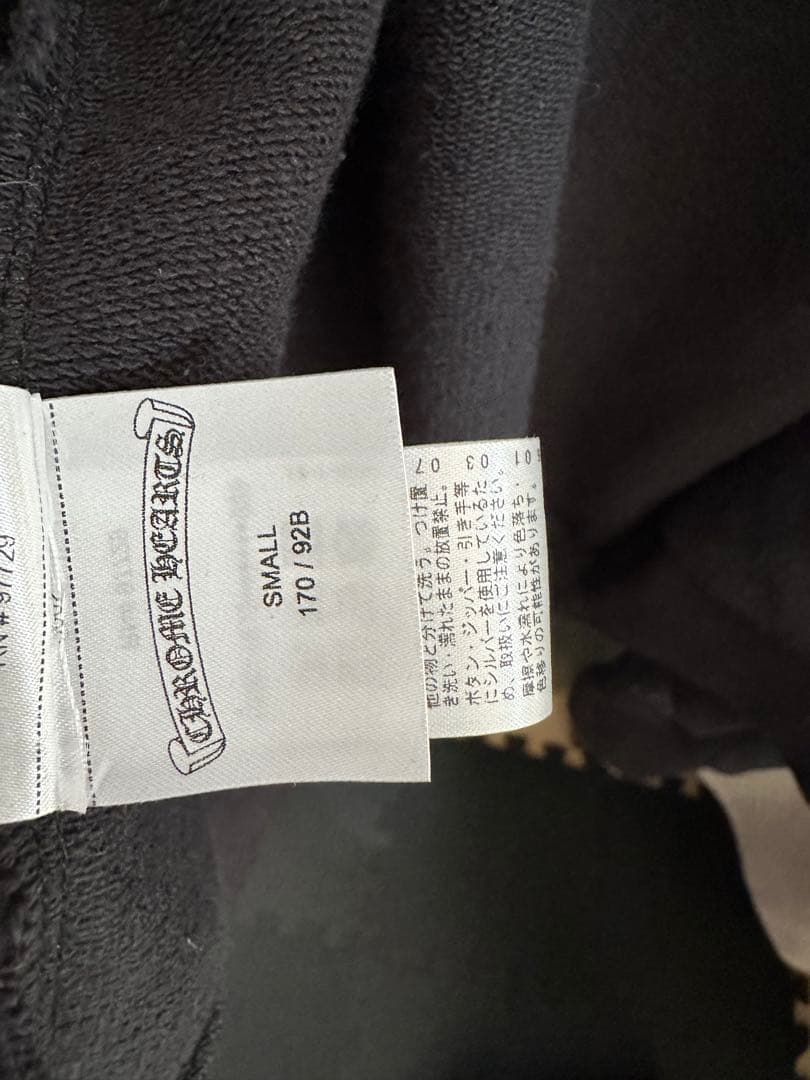 RN # 97729
CHROME HEARTS
SMALL
170 / 92B
他の物と分けて洗う。つけ置
き洗い・濡れたままの放置禁止。
ボタン・ジッパー・引き手等
にシルバーを使用しているた
め、取扱いにご注意ください。
摩擦や水濡れにより色落ち・
色移りの可能性があります。